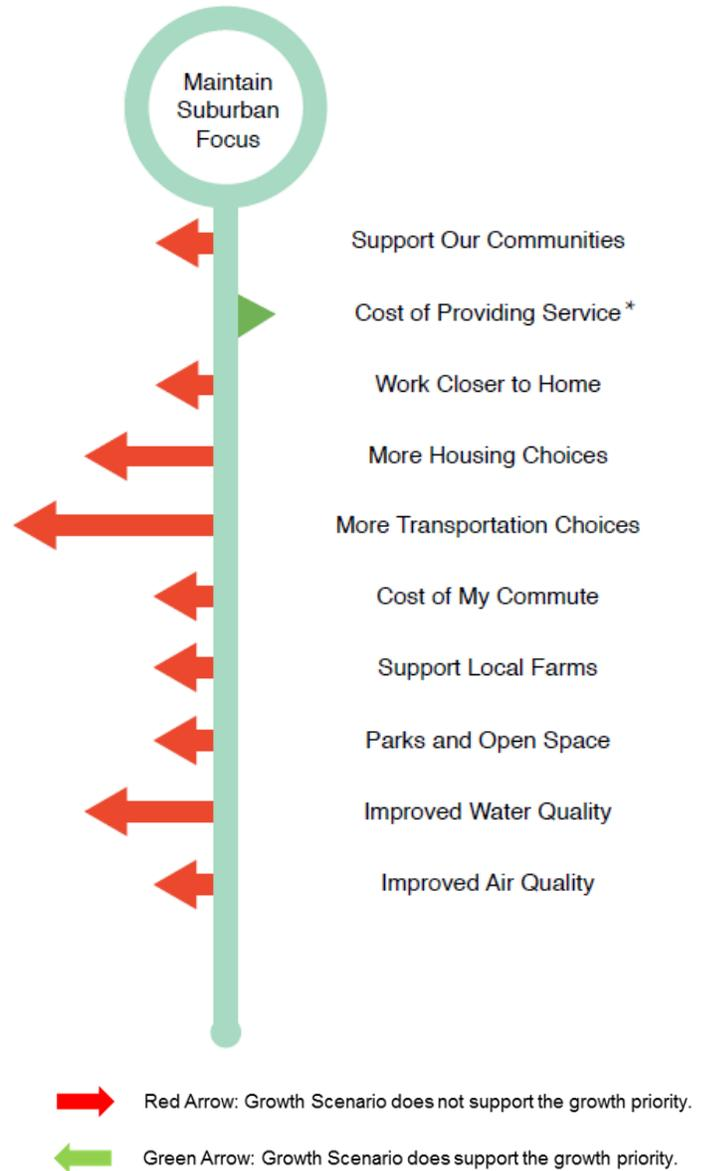 Maintain
Suburban
Focus
Support Our Communities
Cost of Providing Service*
Work Closer to Home
More Housing Choices
More Transportation Choices
Cost of My Commute
Support Local Farms
Parks and Open Space
Improved Water Quality
Improved Air Quality
Red Arrow: Growth Scenario does not support the growth priority.
Green Arrow: Growth Scenario does support the growth priority.